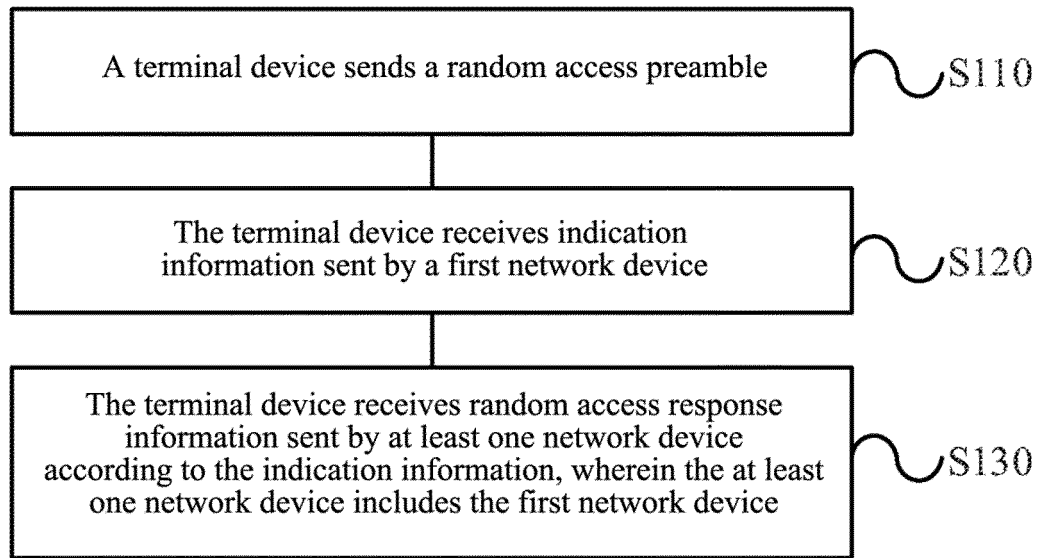 A terminal device sends a random access preamble
S110
The terminal device receives indication
information sent by a first network device
S120
The terminal device receives random access response
information sent by at least one network device
according to the indication information, wherein the at least
one network device includes the first network device
S130